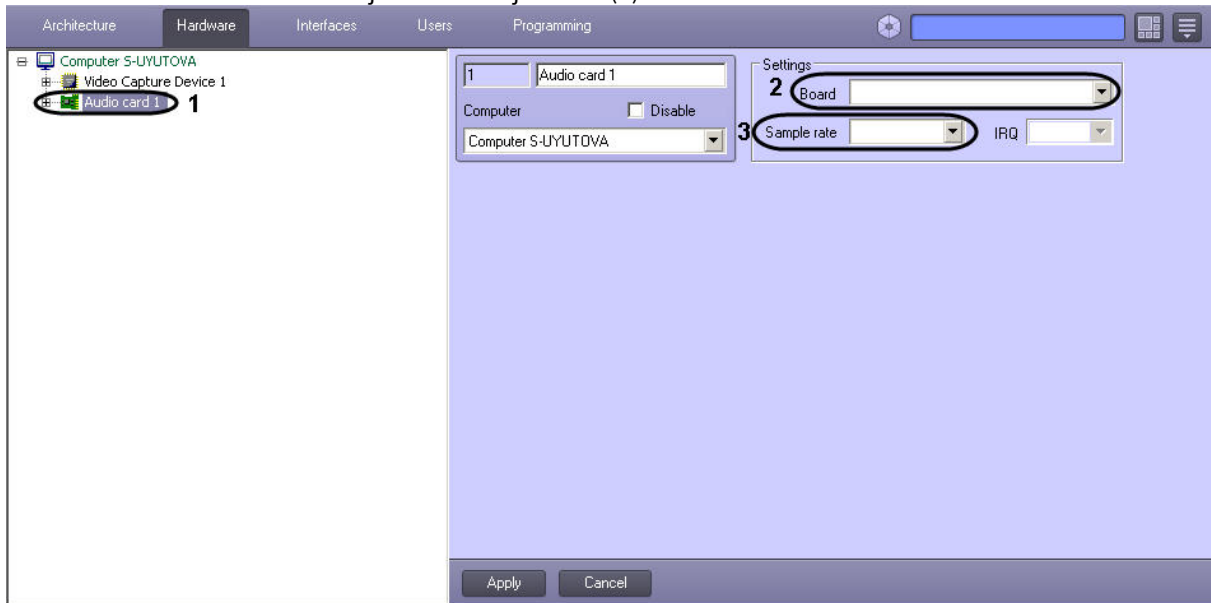 Architecture Hardware Interfaces Users Programming
Computer S-UYUTOVA
Video Capture Device 1
Audio card 1 1
1 Audio card 1
Computer Disable
Computer S-UYUTOVA
Settings
2 Board
3 Sample rate IRQ
Apply Cancel